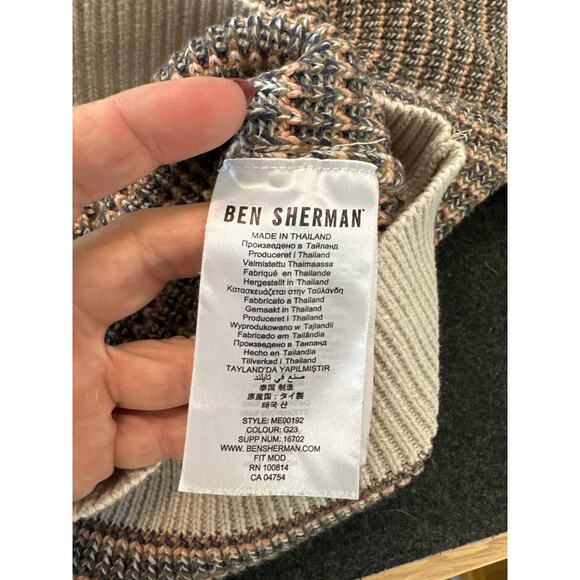 BEN SHERMAN
MADE IN THAILAND
Произведено в Тайланд
Produceret i Thailand
Valmistettu Thaimaassa
Fabriqué en Thaïlande
Hergestellt in Thailand
Κατασκευάζεται στην Ταϋλάνδη
Fabbricato a Thailand
Gemaakt in Thailand
Produceret i Thailand
Wyprodukowano w Tajlandii
Fabricado em Tailândia
Произведено в Таиланд
Hecho en Tailandia
Tillverkad i Thailand
TAYLAND'DA YAPILMIŞTIR
صنع في تايلند
泰国 制造
原産国：タイ製
태국 산
STYLE: ME00192
COLOUR: G23
SUPP NUM: 16702
WWW.BENSHERMAN.COM
FIT MOD
RN 100814
CA 04754